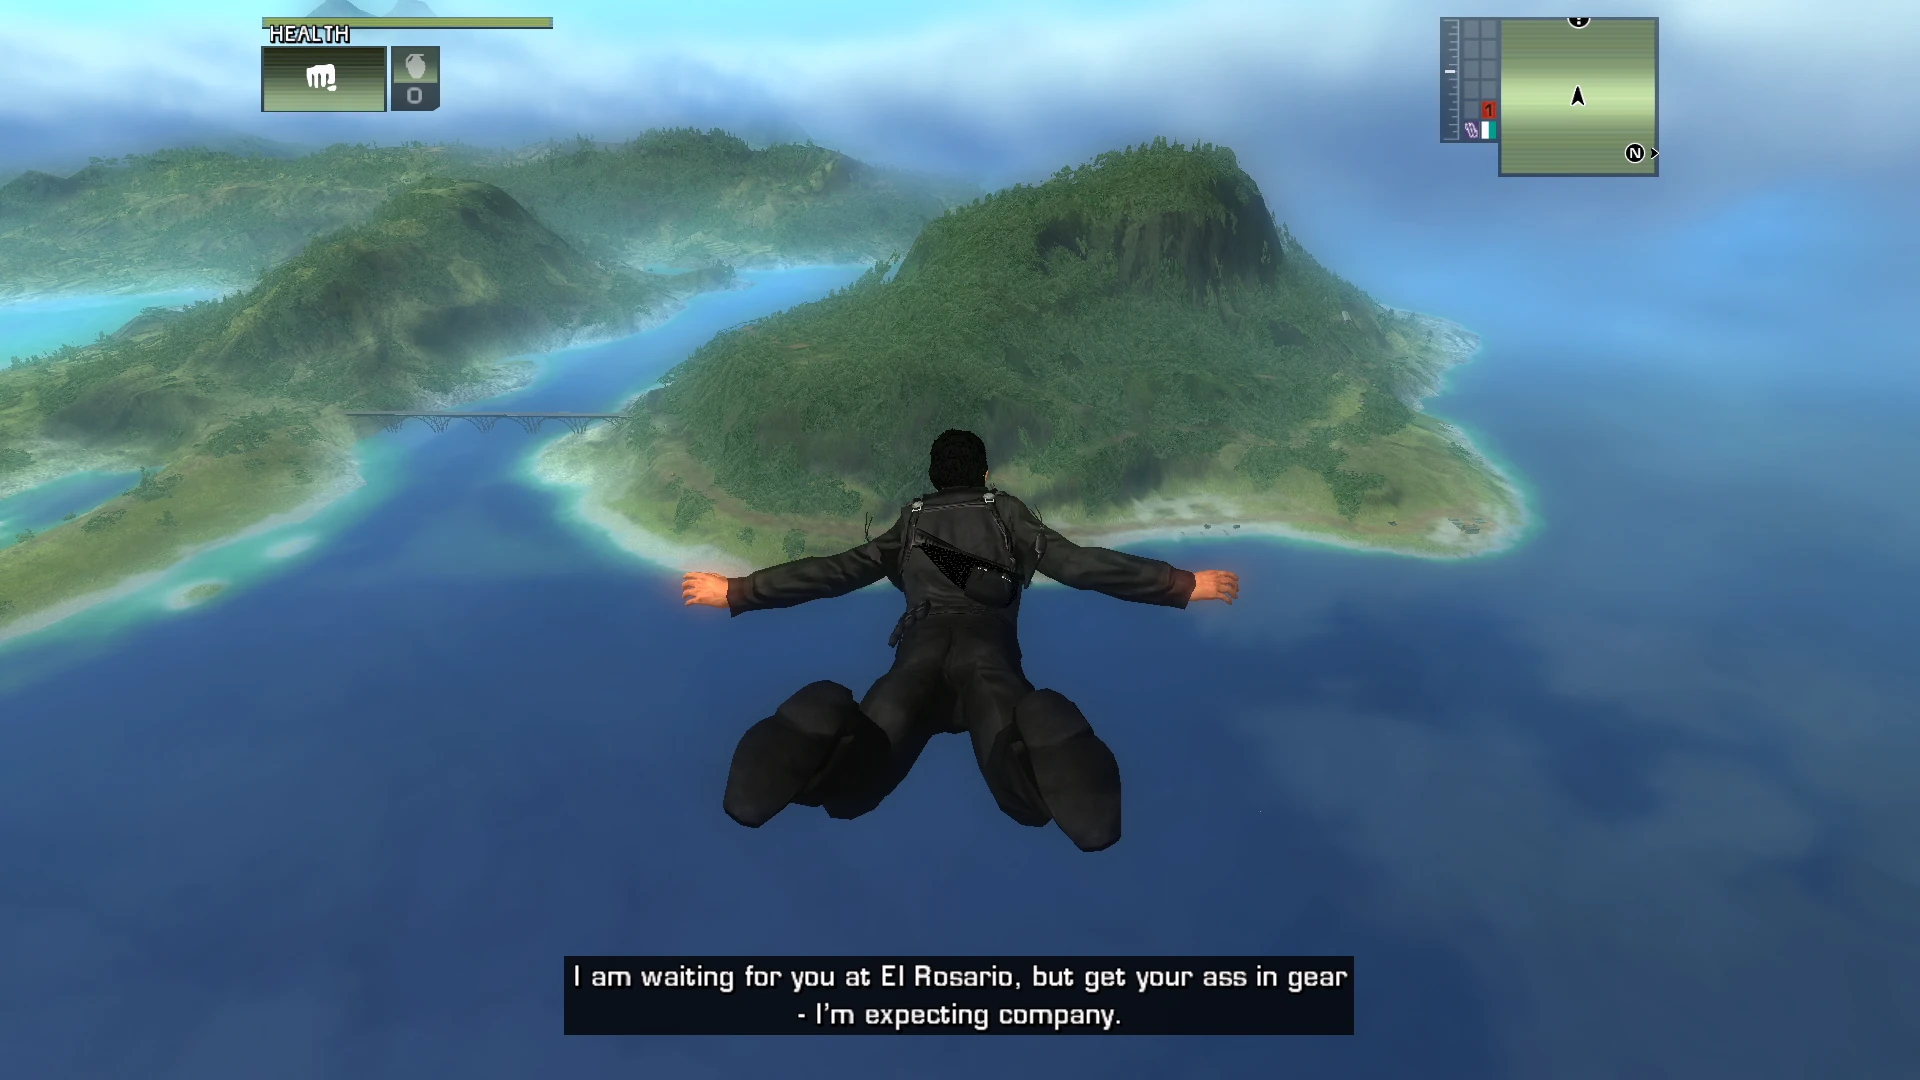 HEALTH
0
1
N
I am waiting for you at El Rosario, but get your ass in gear
- I'm expecting company.